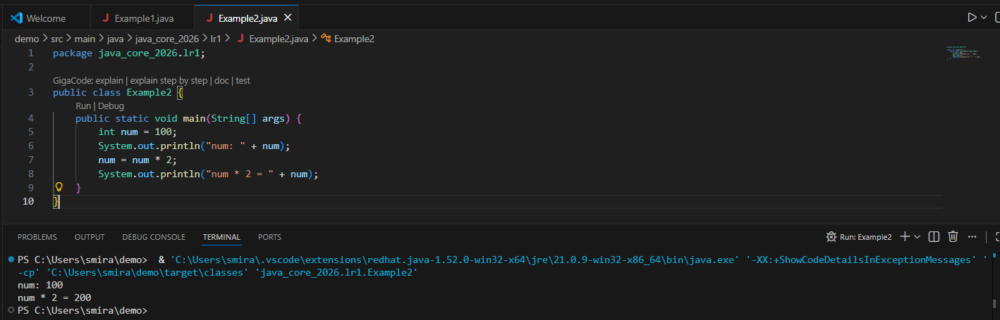 Welcome
Example1.java
Example2.java
demo > src > main > java > java_core_2026 > lr1 > Example2.java > Example2
1 package java_core_2026.lr1;
2
GigaCode: explain | explain step by step | doc | test
3 public class Example2 {
Run | Debug
4 public static void main(String[] args) {
5 int num = 100;
6 System.out.println("num: " + num);
7 num = num * 2;
8 System.out.println("num * 2 = " + num);
9 }
10 }
PROBLEMS OUTPUT DEBUG CONSOLE TERMINAL PORTS
Run: Example2
PS C:\Users\smira\demo>  & 'C:\Users\smira\.vscode\extensions\redhat.java-1.52.0-win32-x64\jre\21.0.9-win32-x86_64\bin\java.exe' '-XX:+ShowCodeDetailsInExceptionMessages' '
-cp' 'C:\Users\smira\demo\target\classes' 'java_core_2026.lr1.Example2'
num: 100
num * 2 = 200
PS C:\Users\smira\demo>